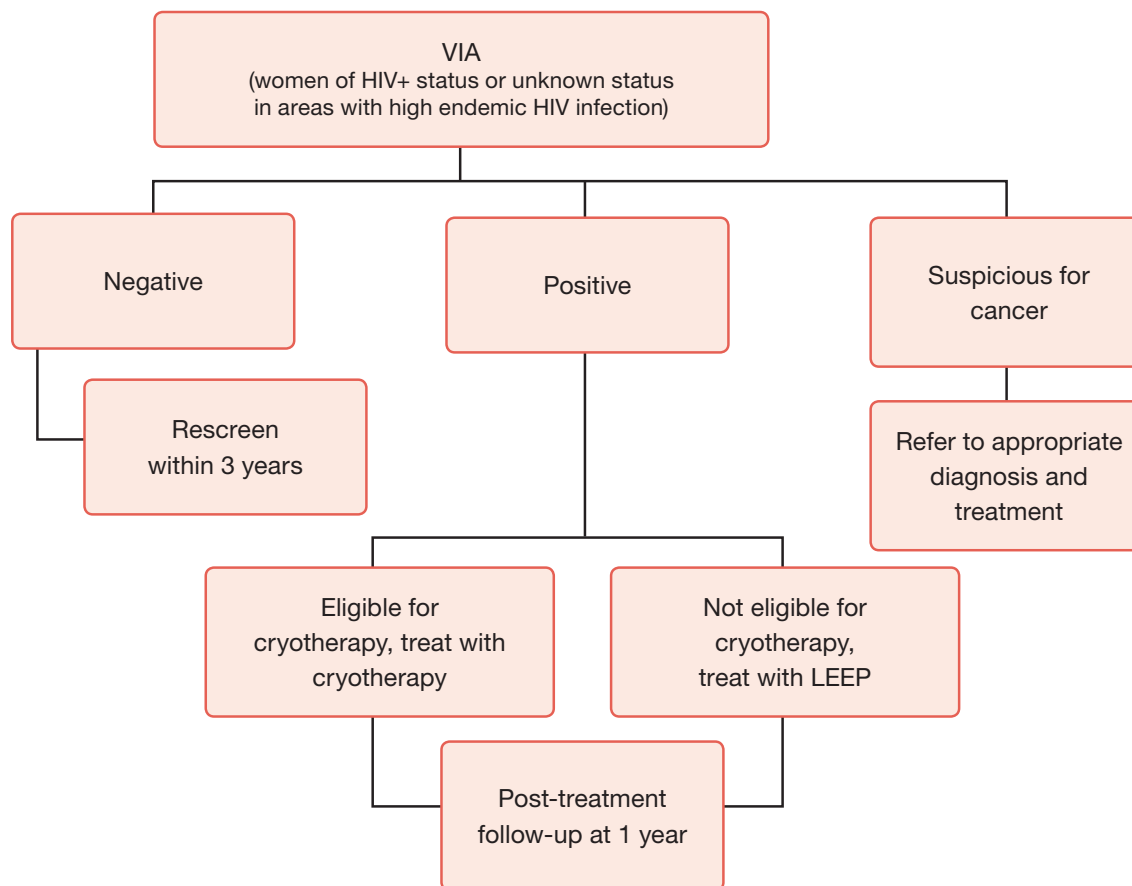 VIA
(women of HIV+ status or unknown status
in areas with high endemic HIV infection)
Negative
Positive
Suspicious for
cancer
Rescreen
within 3 years
Refer to appropriate
diagnosis and
treatment
Eligible for
cryotherapy, treat with
cryotherapy
Not eligible for
cryotherapy,
treat with LEEP
Post-treatment
follow-up at 1 year